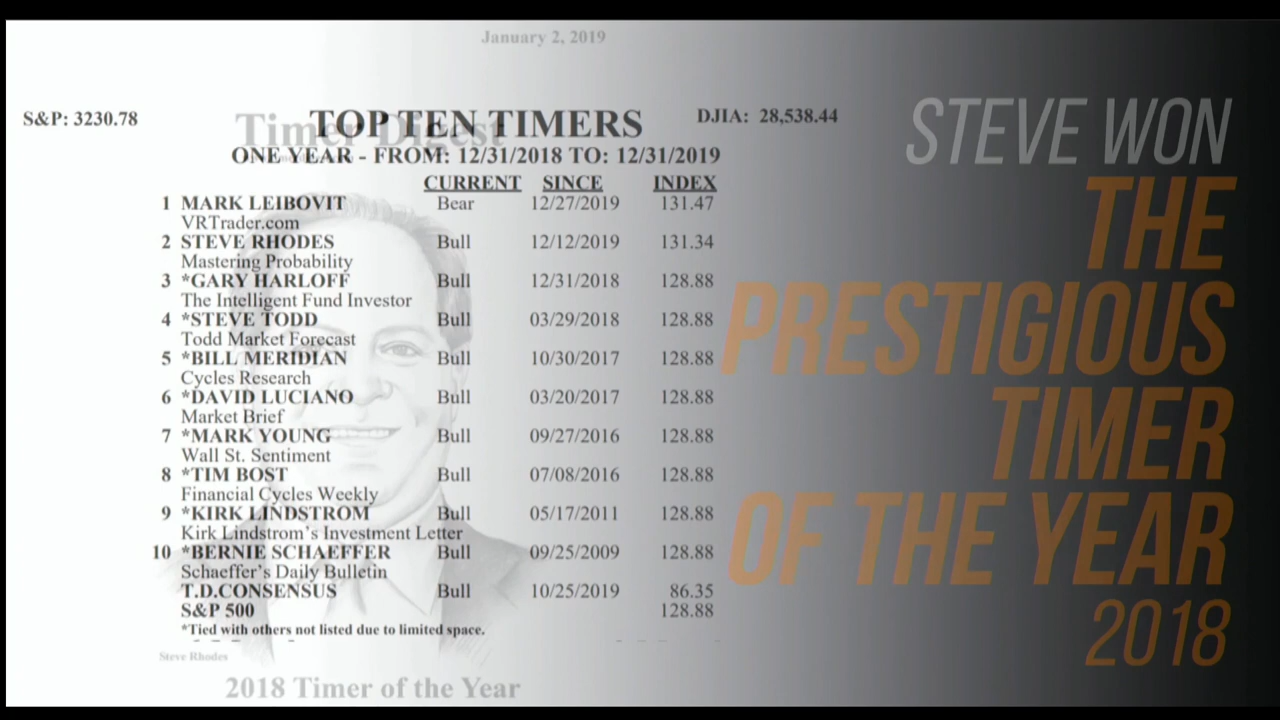 January 2, 2019
S&P: 3230.78
Timer Digest
TOP TEN TIMERS
DJIA: 28,538.44
ONE YEAR - FROM: 12/31/2018 TO: 12/31/2019
CURRENT SINCE INDEX
1 MARK LEIBOVIT Bear 12/27/2019 131.47
VRTrader.com
2 STEVE RHODES Bull 12/12/2019 131.34
Mastering Probability
3 *GARY HARLOFF Bull 12/31/2018 128.88
The Intelligent Fund Investor
4 *STEVE TODD Bull 03/29/2018 128.88
Todd Market Forecast
5 *BILL MERIDIAN Bull 10/30/2017 128.88
Cycles Research
6 *DAVID LUCIANO Bull 03/20/2017 128.88
Market Brief
7 *MARK YOUNG Bull 09/27/2016 128.88
Wall St. Sentiment
8 *TIM BOST Bull 07/08/2016 128.88
Financial Cycles Weekly
9 *KIRK LINDSTROM Bull 05/17/2011 128.88
Kirk Lindstrom's Investment Letter
10 *BERNIE SCHAEFFER Bull 09/25/2009 128.88
Schaeffer's Daily Bulletin
T.D.CONSENSUS Bull 10/25/2019 86.35
S&P 500 128.88
*Tied with others not listed due to limited space.
Steve Rhodes
2018 Timer of the Year
STEVE WON
THE
PRESTIGIOUS
TIMER
OF THE YEAR
2018